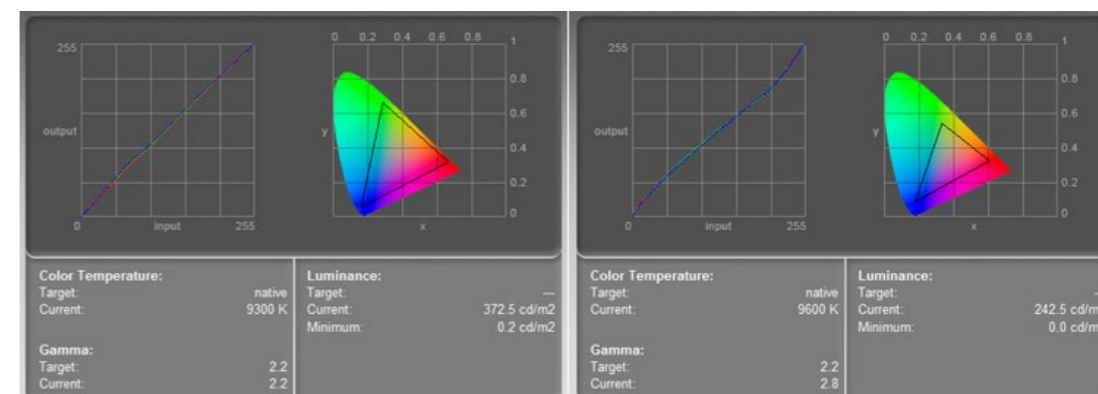 255
output
0 input 255
0 0.2 0.4 0.6 0.8
1
0.8
0.6
y
0.4
0.2
0
x
Color Temperature:
Target: native
Current: 9300 K
Gamma:
Target: 2.2
Current: 2.2
Luminance:
Target: —
Current: 372.5 cd/m2
Minimum: 0.2 cd/m2
255
output
0 input 255
0 0.2 0.4 0.6 0.8
1
0.8
0.6
y
0.4
0.2
0
x
Color Temperature:
Target: native
Current: 9600 K
Gamma:
Target: 2.2
Current: 2.8
Luminance:
Target:
Current: 242.5 cd/m
Minimum: 0.0 cd/m